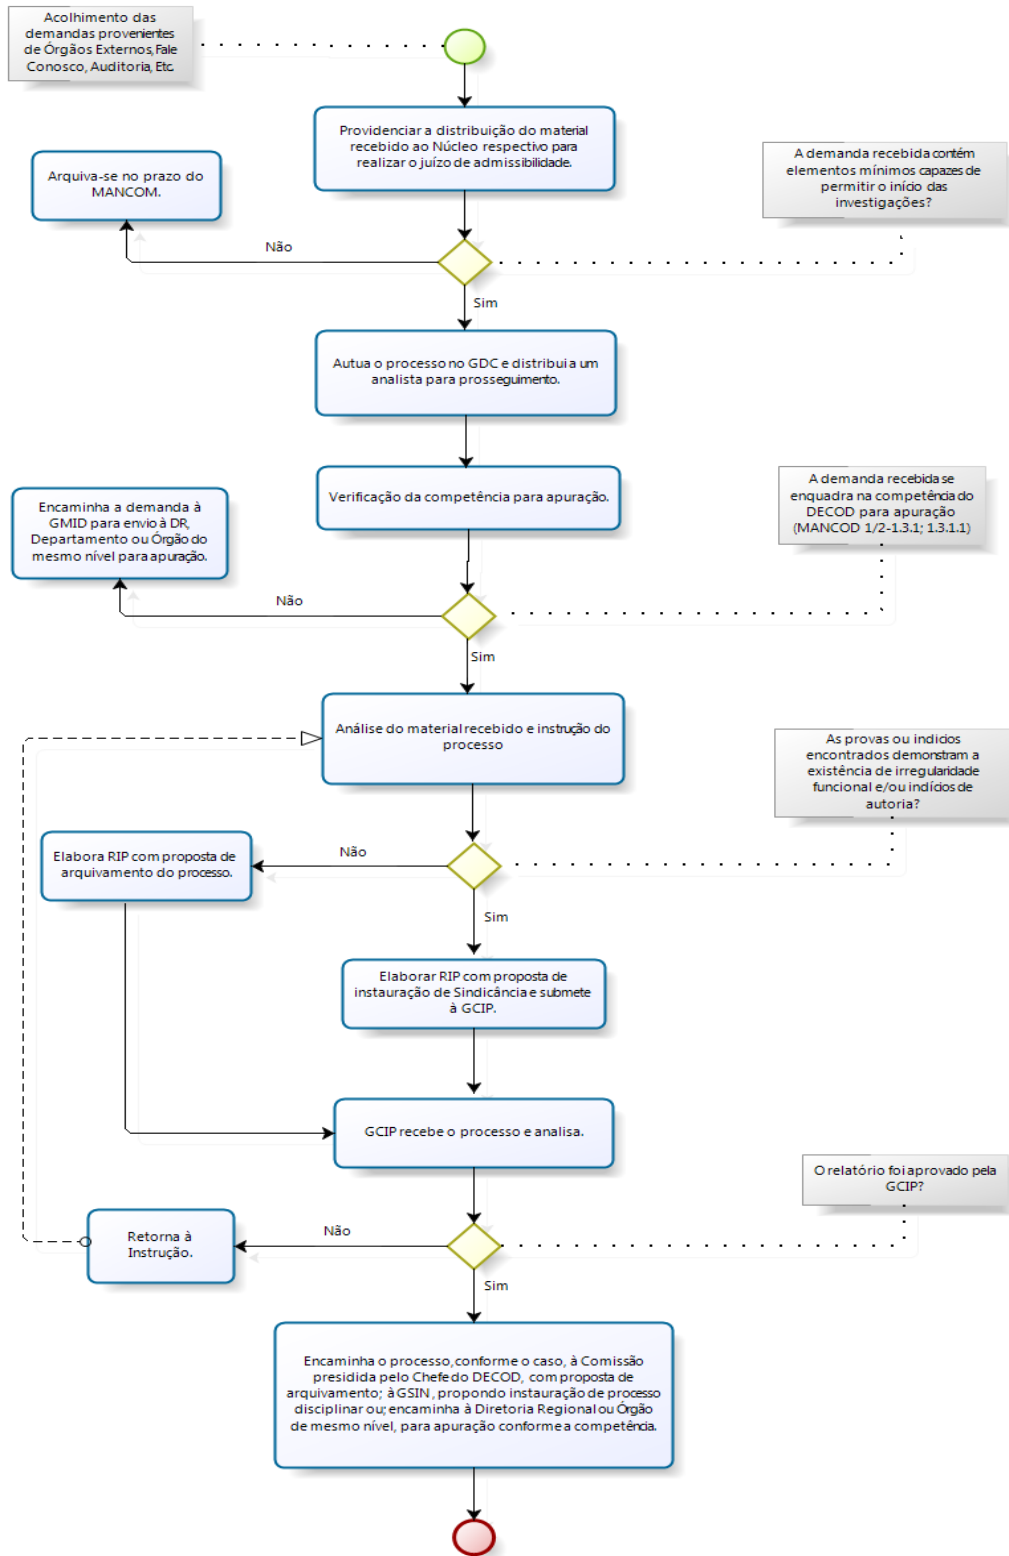 Acolhimento das
demandas provenientes
de Órgãos Externos, Fale
Conosco, Auditoria, Etc.
Providenciar a distribuição do material
recebido ao Núcleo respectivo para
realizar o juízo de admissibilidade.
Arquiva-se no prazo do
MANCOM.
A demanda recebida contém
elementos mínimos capazes de
permitir o início das
investigações?
Não
Sim
Autua o processo no GDC e distribui a um
analista para prosseguimento.
Verificação da competência para apuração.
A demanda recebida se
enquadra na competência do
DECOD para apuração
(MANCOD 1/2-1.3.1; 1.3.1.1)
Encaminha a demanda à
GMID para envio à DR,
Departamento ou Órgão do
mesmo nível para apuração.
Não
Sim
Análise do material recebido e instrução do
processo
As provas ou indicios
encontrados demonstram a
existência de irregularidade
funcional e/ou indícios de
autoria?
Elabora RIP com proposta de
arquivamento do processo.
Não
Sim
Elaborar RIP com proposta de
instauração de Sindicância e submete
à GCIP.
GCIP recebe o processo e analisa.
O relatório foi aprovado pela
GCIP?
Retorna à
Instrução.
Não
Sim
Encaminha o processo, conforme o caso, à Comissão
presidida pelo Chefe do DECOD, com proposta de
arquivamento; à GSIN, propondo instauração de processo
disciplinar ou; encaminha à Diretoria Regional ou Órgão
de mesmo nível, para apuração conforme a competência.